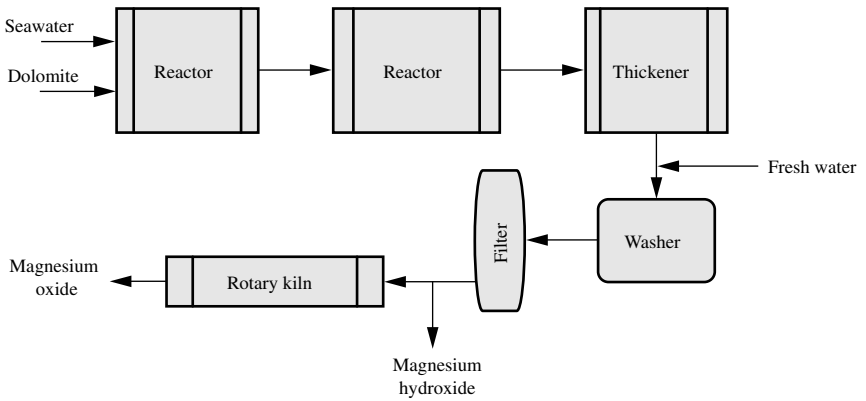 Seawater
Dolomite
Reactor
Reactor
Thickener
Fresh water
Washer
Filter
Rotary kiln
Magnesium
oxide
Magnesium
hydroxide